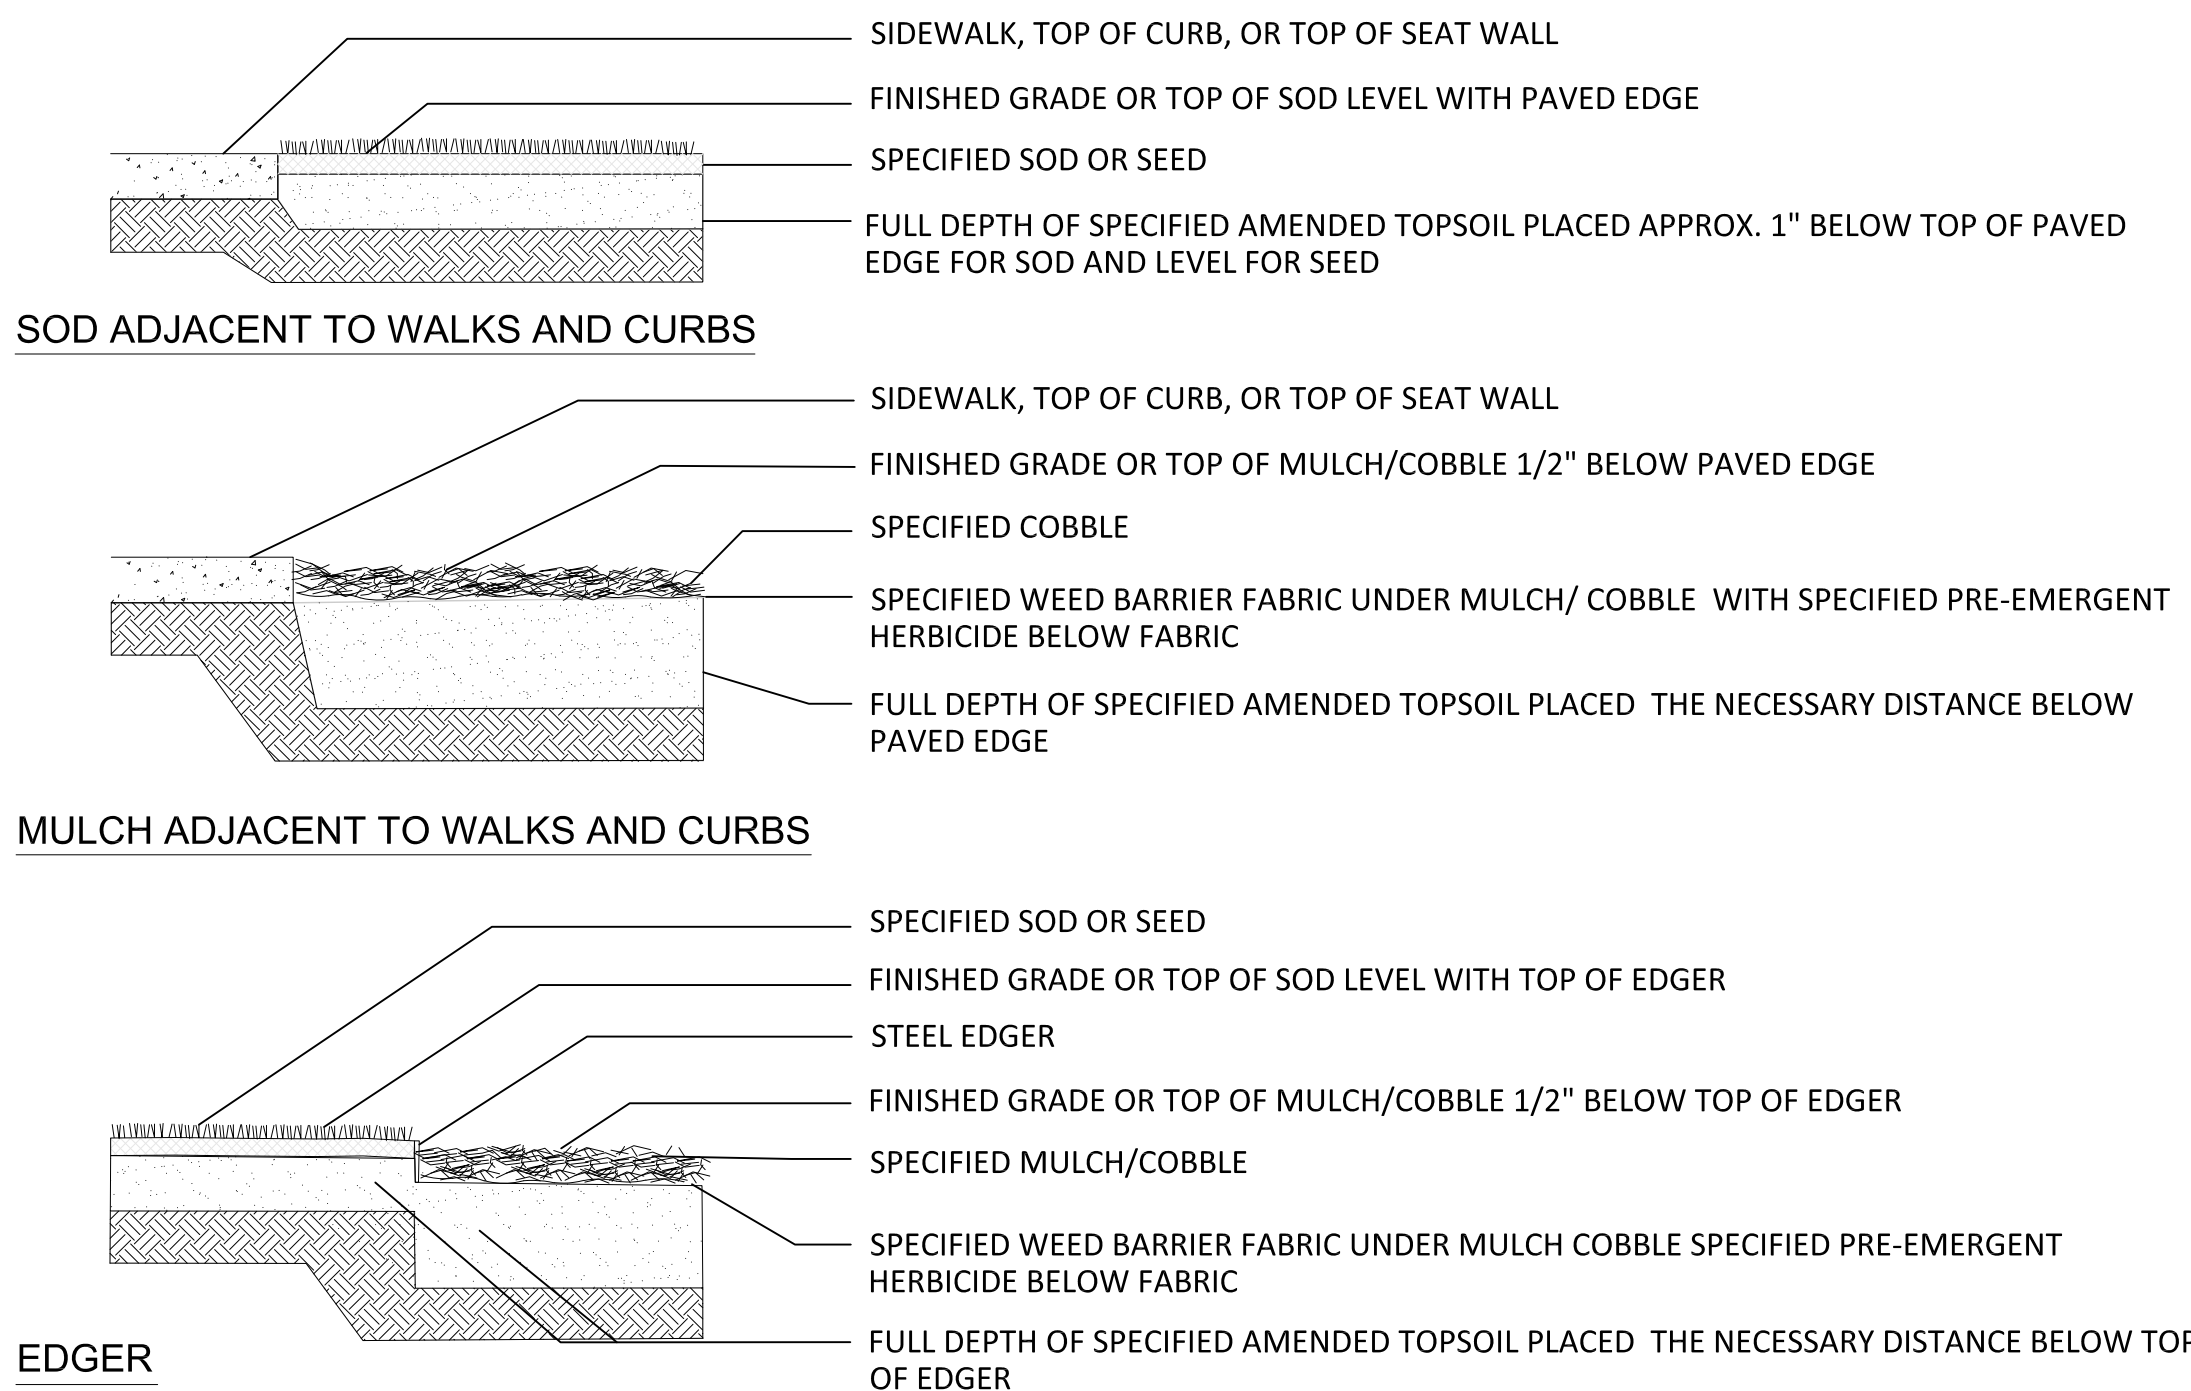 SIDEWALK, TOP OF CURB, OR TOP OF SEAT WALL
FINISHED GRADE OR TOP OF SOD LEVEL WITH PAVED EDGE
SPECIFIED SOD OR SEED
FULL DEPTH OF SPECIFIED AMENDED TOPSOIL PLACED APPROX. 1" BELOW TOP OF PAVED
EDGE FOR SOD AND LEVEL FOR SEED
SOD ADJACENT TO WALKS AND CURBS
SIDEWALK, TOP OF CURB, OR TOP OF SEAT WALL
FINISHED GRADE OR TOP OF MULCH/COBBLE 1/2" BELOW PAVED EDGE
SPECIFIED COBBLE
SPECIFIED WEED BARRIER FABRIC UNDER MULCH/ COBBLE  WITH SPECIFIED PRE-EMERGENT
HERBICIDE BELOW FABRIC
FULL DEPTH OF SPECIFIED AMENDED TOPSOIL PLACED  THE NECESSARY DISTANCE BELOW
PAVED EDGE
MULCH ADJACENT TO WALKS AND CURBS
SPECIFIED SOD OR SEED
FINISHED GRADE OR TOP OF SOD LEVEL WITH TOP OF EDGER
STEEL EDGER
FINISHED GRADE OR TOP OF MULCH/COBBLE 1/2" BELOW TOP OF EDGER
SPECIFIED MULCH/COBBLE
SPECIFIED WEED BARRIER FABRIC UNDER MULCH COBBLE SPECIFIED PRE-EMERGENT
HERBICIDE BELOW FABRIC
FULL DEPTH OF SPECIFIED AMENDED TOPSOIL PLACED  THE NECESSARY DISTANCE BELOW TOP
OF EDGER
EDGER